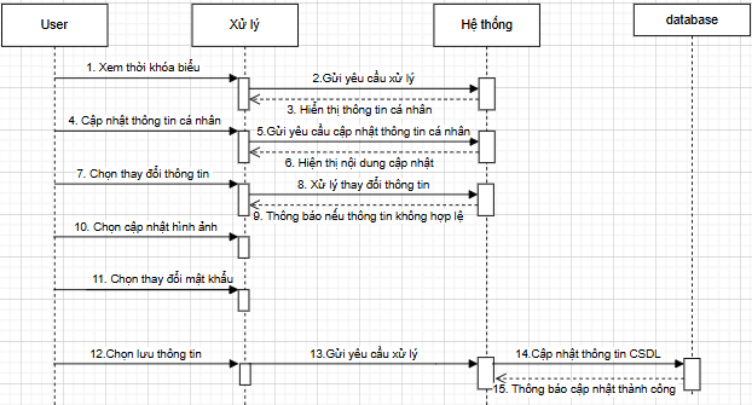 User
Xử lý
Hệ thống
database
1. Xem thời khóa biểu
2.Gửi yêu cầu xử lý
3. Hiển thị thông tin cá nhân
4. Cập nhật thông tin cá nhân
5.Gửi yêu cầu cập nhật thông tin cá nhân
6. Hiện thị nội dung cập nhật
7. Chọn thay đổi thông tin
8. Xử lý thay đổi thông tin
9. Thông báo nếu thông tin không hợp lệ
10. Chọn cập nhật hình ảnh
11. Chọn thay đổi mật khẩu
12.Chọn lưu thông tin
13.Gửi yêu cầu xử lý
14.Cập nhật thông tin CSDL
15. Thông báo cập nhật thành công